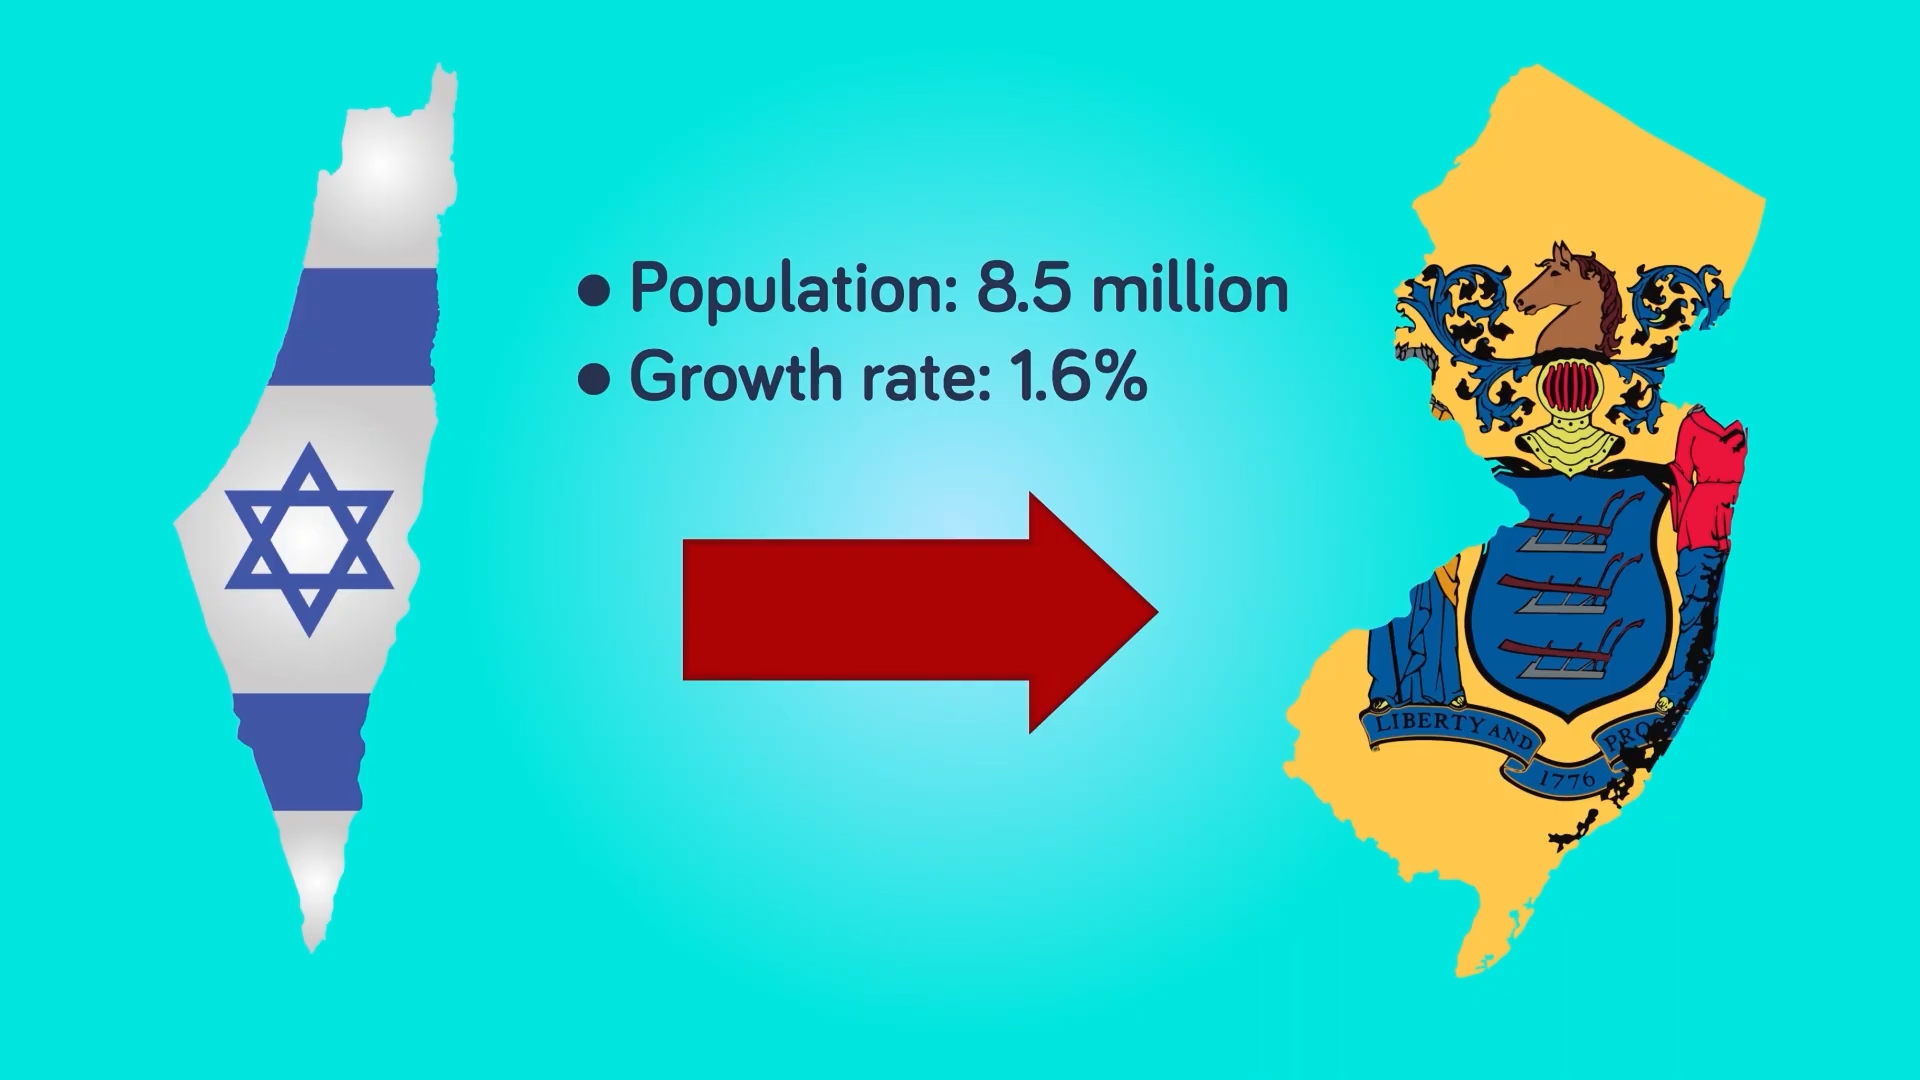 ● Population: 8.5 million
● Growth rate: 1.6%
LIBERTY AND
1776